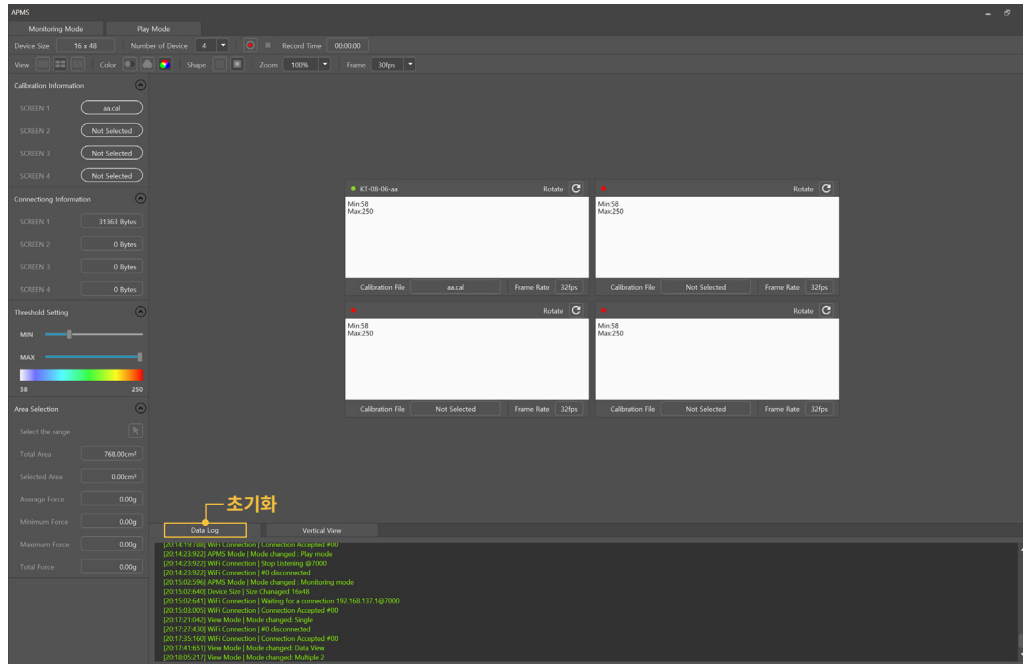 APMS
Monitoring Mode Play Mode
Device Size 16 x 48 Number of Device 4 Record Time 00:00:00
View Color Shape Zoom 100% Frame 30fps
Calibration Information
SCREEN 1 aa.cal
SCREEN 2 Not Selected
SCREEN 3 Not Selected
SCREEN 4 Not Selected
Connectiong Information
SCREEN 1 31363 Bytes
SCREEN 2 0 Bytes
SCREEN 3 0 Bytes
SCREEN 4 0 Bytes
Threshold Setting
MIN
MAX
58 250
Area Selection
Select the range
Total Area 768.00cm²
Selected Area 0.00cm²
Average Force 0.00g
Minimum Force 0.00g
Maximum Force 0.00g
Total Force 0.00g
KT-08-06-aa Rotate
Min:58
Max:250
Calibration File aa.cal Frame Rate 32fps
Rotate
Min:58
Max:250
Calibration File Not Selected Frame Rate 32fps
Rotate
Min:58
Max:250
Calibration File Not Selected Frame Rate 32fps
Rotate
Min:58
Max:250
Calibration File Not Selected Frame Rate 32fps
초기화
Data Log Vertical View
[20:14:19:788] WiFi Connection | Connection Accepted #00
[20:14:23:922] APMS Mode | Mode changed : Play mode
[20:14:23:922] WiFi Connection | Stop Listening @7000
[20:14:23:922] WiFi Connection | #0 disconnected
[20:15:02:596] APMS Mode | Mode changed : Monitoring mode
[20:15:02:640] Device Size | Size Chanaged 16x48
[20:15:02:641] WiFi Connection | Waiting for a connection 192.168.137.1@7000
[20:15:03:005] WiFi Connection | Connection Accepted #00
[20:17:21:042] View Mode | Mode changed: Single
[20:17:27:430] WiFi Connection | #0 disconnected
[20:17:35:160] WiFi Connection | Connection Accepted #00
[20:17:41:651] View Mode | Mode changed: Data View
[20:18:05:217] View Mode | Mode changed: Multiple 2